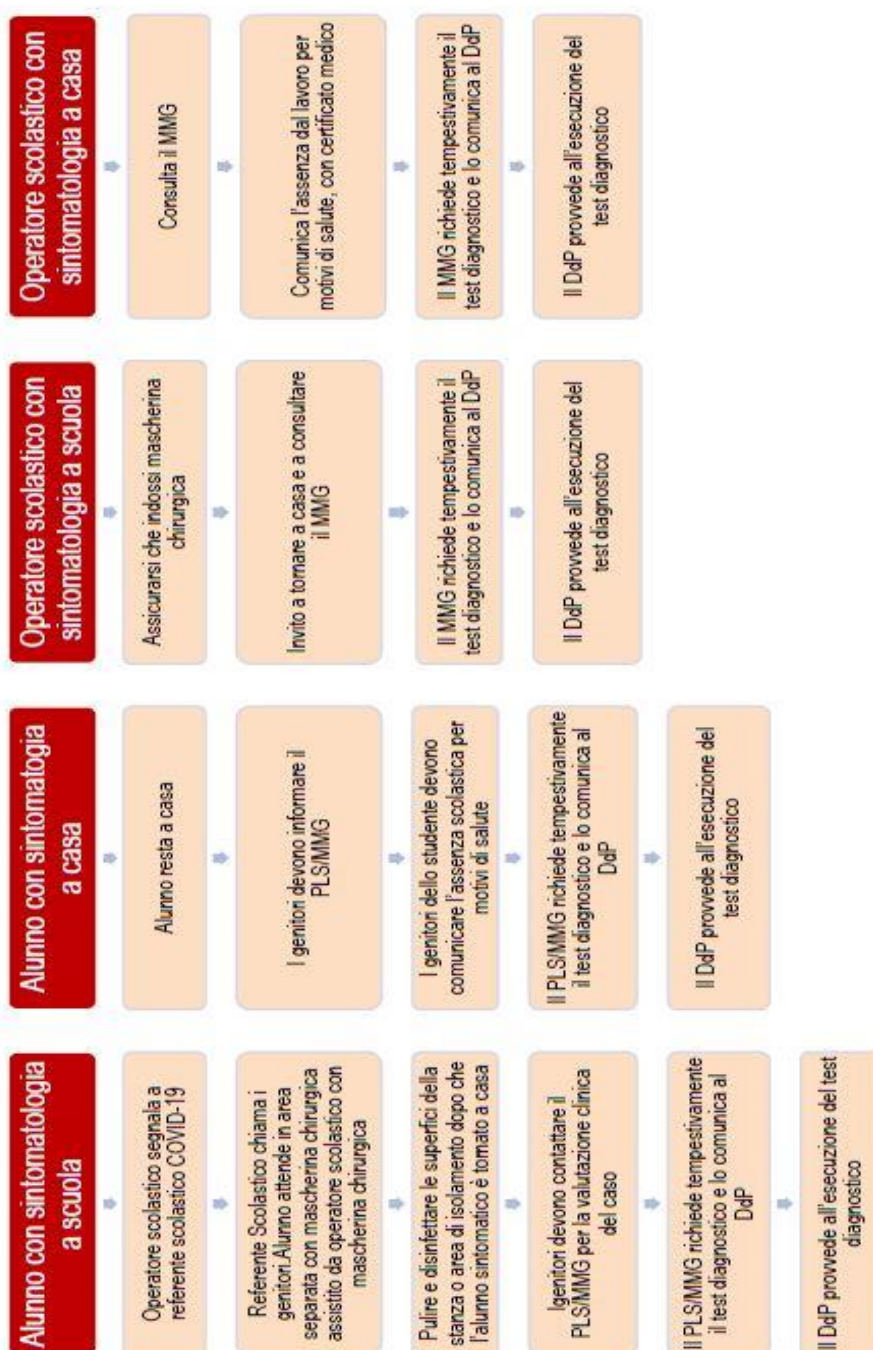 Alunno con sintomatologia
a scuola
Operatore scolastico segnala a
referente scolastico COVID-19
Referente Scolastico chiama i
genitori Alunno attende in area
separata con mascherina chirurgica
assistito da operatore scolastico con
mascherina chirurgica
Pulire e disinfettare le superfici della
stanza o area di isolamento dopo che
l'alunno sintomatico è tornato a casa
Igenitori devono contattare il
PLS/MMG per la valutazione clinica
del caso
Il PLS/MMG richiede tempestivamente
il test diagnostico e lo comunica al
DdP
Il DdP provvede all'esecuzione del test
diagnostico
Alunno con sintomatogia
a casa
Alunno resta a casa
I genitori devono informare il
PLS/MMG
I genitori dello studente devono
comunicare l'assenza scolastica per
motivi di salute
Il PLS/MMG richiede tempestivamente
il test diagnostico e lo comunica al
DdP
Il DdP provvede all'esecuzione del
test diagnostico
Operatore scolastico con
sintomatologia a scuola
Assicurarsi che indossi mascherina
chirurgica
Invito a tornare a casa e a consultare
il MMG
Il MMG richiede tempestivamente il
test diagnostico e lo comunica al DdP
Il DdP provvede all'esecuzione del
test diagnostico
Operatore scolastico con
sintomatologia a casa
Consulta il MMG
Comunica l'assenza dal lavoro per
motivi di salute, con certificato medico
Il MMG richiede tempestivamente il
test diagnostico e lo comunica al DdP
Il DdP provvede all'esecuzione del
test diagnostico